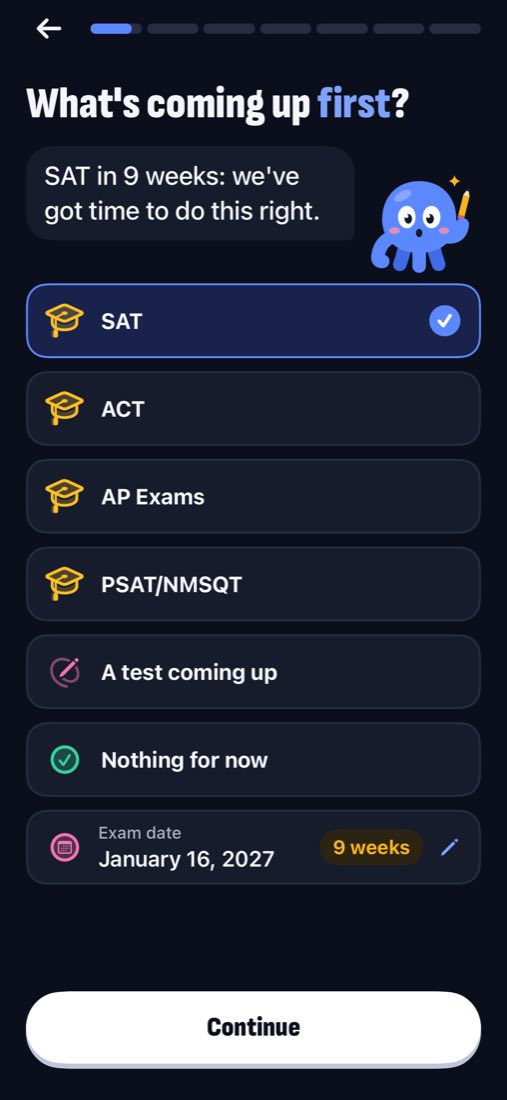 What's coming up first?
SAT in 9 weeks: we've
got time to do this right.
SAT
ACT
AP Exams
PSAT/NMSQT
A test coming up
Nothing for now
Exam date
January 16, 2027
9 weeks
Continue